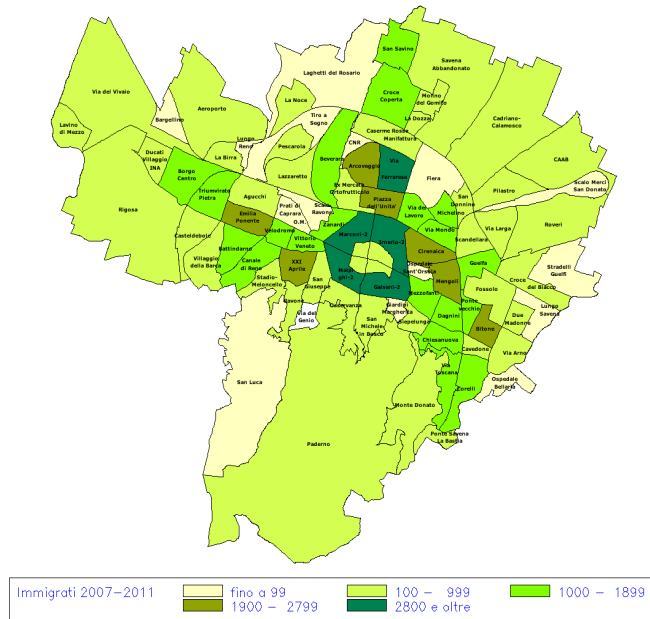 San Savino
Savena
Abbandonato
Laghetti del Rosario
Via del Vivaio
Croce
Coperta
Molino
del Gomito
La Noce
Aeroporto
Bargellino
Tiro a
Segno
La Dozza
Cadriano-
Calamosco
Lavino
di Mezzo
Caserme Rosse
Manifattura
Lungo
Reno
CNR
Pescarola
Ducati
Villaggio
INA
La Birra
Beverara
Arcoveggio
Via
Ferrarese
CAAB
Borgo
Centro
Lazzaretto
Fiera
Scalo Merci
San Donato
Triumvirato
Pietra
Ex Mercato
Ortofrutticolo
Pilastro
Agucchi
San
Donnino
Rigosa
Prati di
Caprara
O.M.
Scalo
Ravone
Piazza
dell'Unita'
Via del
Lavoro
Michelino
Emilia
Ponente
Zanardi
Via Mondo
Via Larga
Roveri
Velodromo
Casteldebole
Vittorio
Veneto
Marconi-2
Irnerio-2
Scandellara
Battindarno
Cirenaica
Villaggio
della Barca
Canale
di Reno
XXI
Aprile
Malpi
ghi-2
Ospedale
Sant'Orsola
Guelfa
Stradelli
Guelfi
Stadio-
Meloncello
San
Giuseppe
Galvani-2
Mengoli
Croce
del Biacco
Fossolo
Mezzofanti
Ravone
Osservanza
Giardini
Margherita
Ponte
vecchio
Lungo
Savena
Via del
Genio
San
Michele
in Bosco
Siepelunga
Dagnini
Due
Madonne
Bitone
Chiesanuova
Cavedone
Via Arno
Via
Toscana
San Luca
Ospedale
Bellaria
Corelli
Monte Donato
Ponte Savena
La Bastia
Paderno
Immigrati 2007-2011
fino a 99
100 - 999
1000 - 1899
1900 - 2799
2800 e oltre